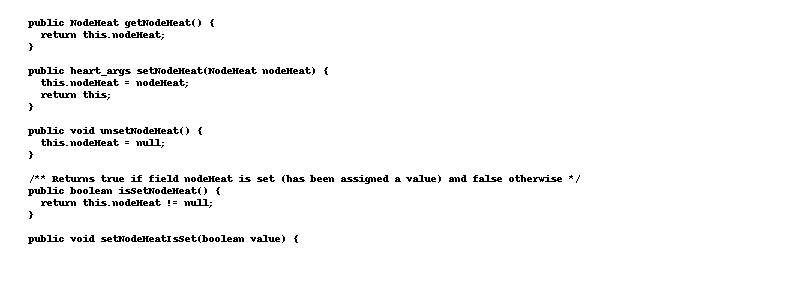 public NodeHeat getNodeHeat() {
return this.nodeHeat;
}
public heart_args setNodeHeat(NodeHeat nodeHeat) {
this.nodeHeat = nodeHeat;
return this;
}
public void unsetNodeHeat() {
this.nodeHeat = null;
}
/** Returns true if field nodeHeat is set (has been assigned a value) and false otherwise */
public boolean isSetNodeHeat() {
return this.nodeHeat != null;
}
public void setNodeHeatIsSet(boolean value) {